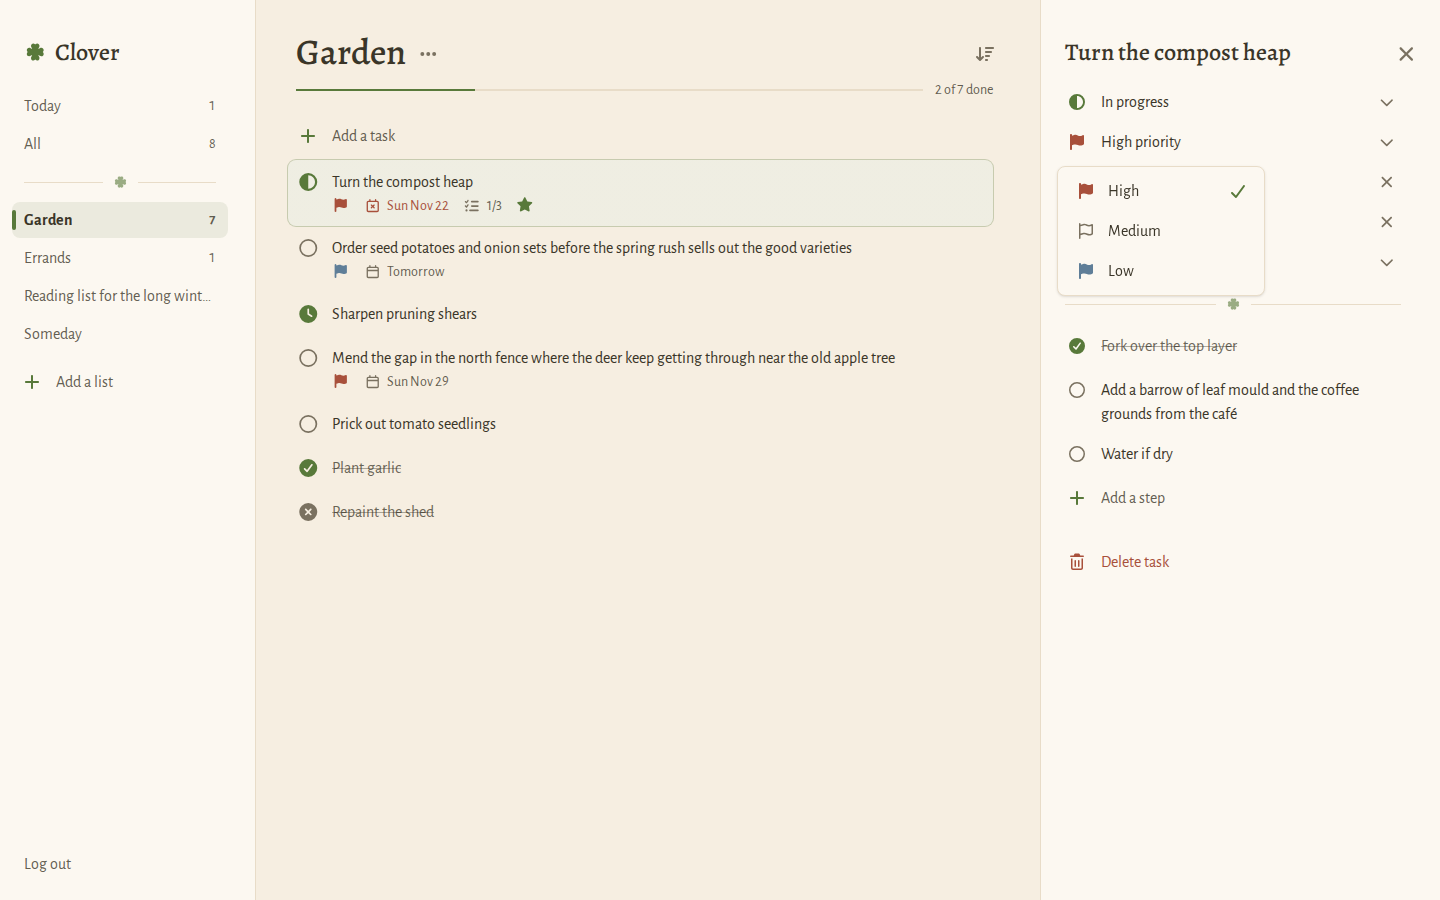 Clover
Today 1
All 8
Garden 7
Errands 1
Reading list for the long wint...
Someday
Add a list
Log out
Garden
2 of 7 done
Add a task
Turn the compost heap
Sun Nov 22 1/3
Order seed potatoes and onion sets before the spring rush sells out the good varieties
Tomorrow
Sharpen pruning shears
Mend the gap in the north fence where the deer keep getting through near the old apple tree
Sun Nov 29
Prick out tomato seedlings
Plant garlic
Repaint the shed
Turn the compost heap
In progress
High priority
High
Medium
Low
Fork over the top layer
Add a barrow of leaf mould and the coffee
grounds from the café
Water if dry
Add a step
Delete task